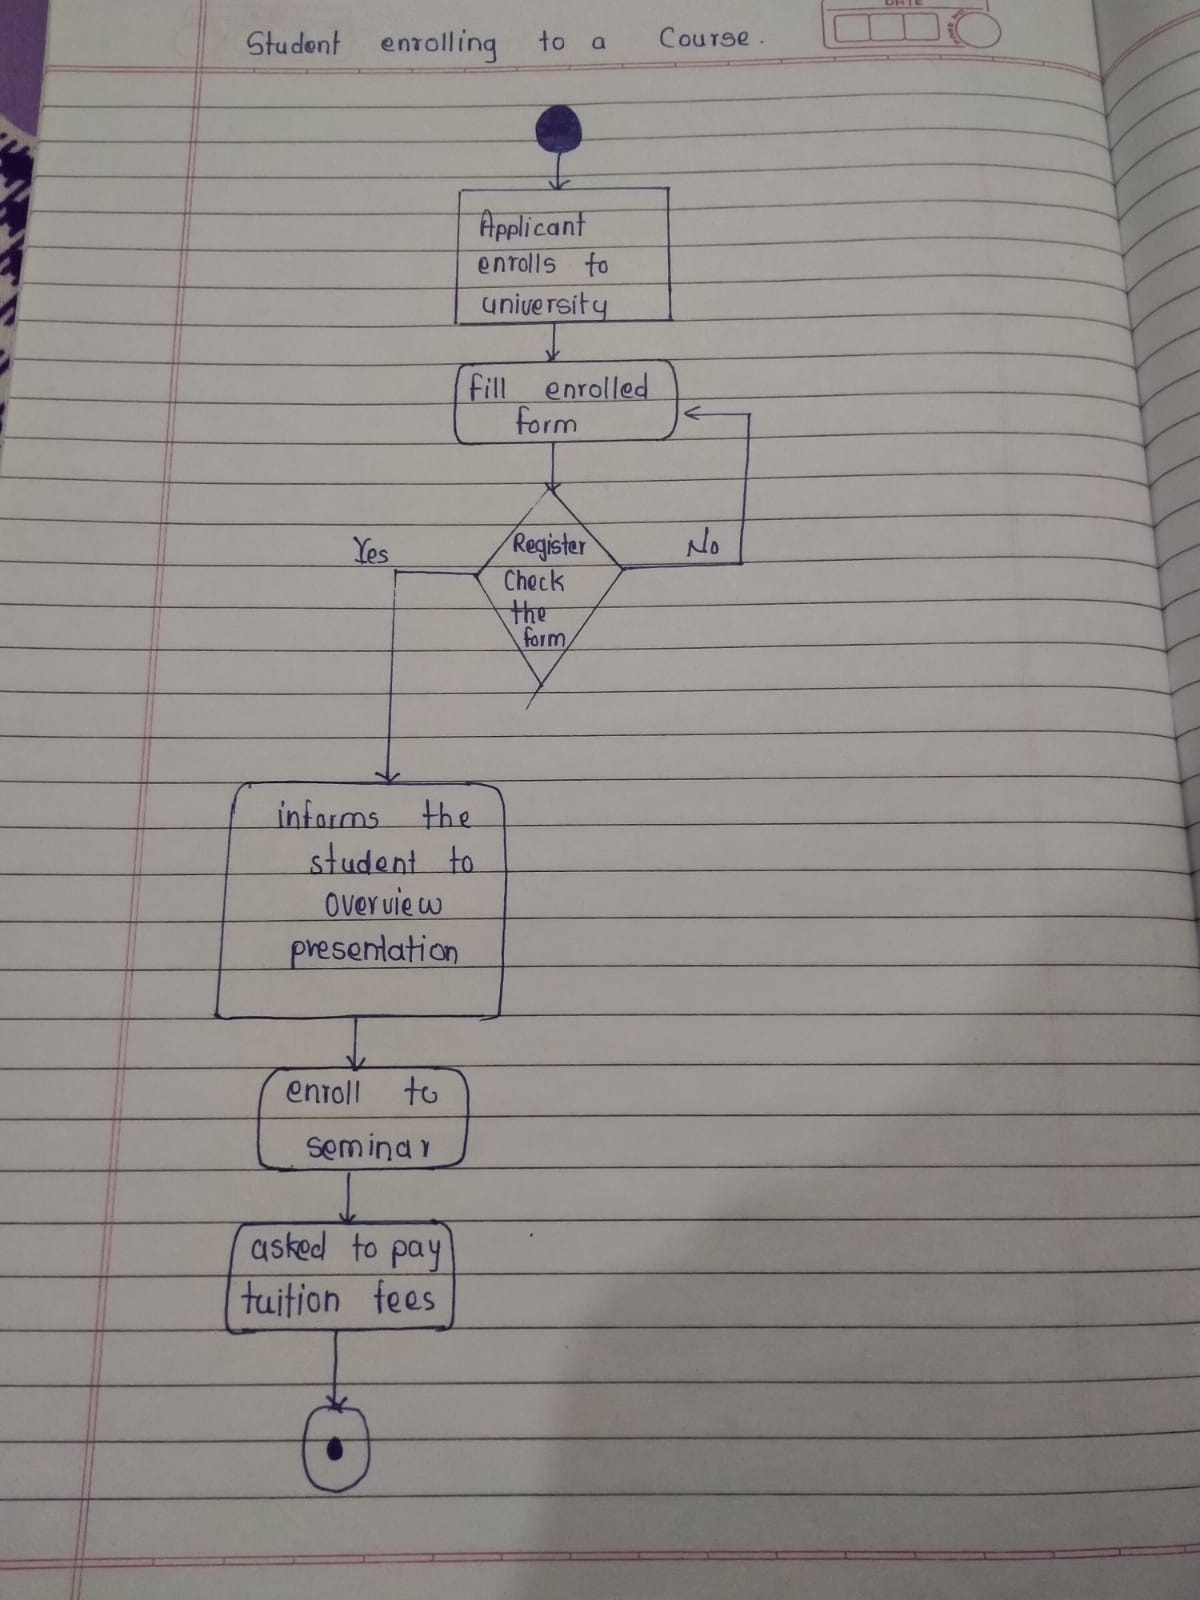 DATE
Student enrolling to a Course.
Applicant
enrolls to
university
fill enrolled
form
Yes
Register
No
Check
the
form
informs the
student to
overview
presentation
enroll to
seminar
asked to pay
tuition fees